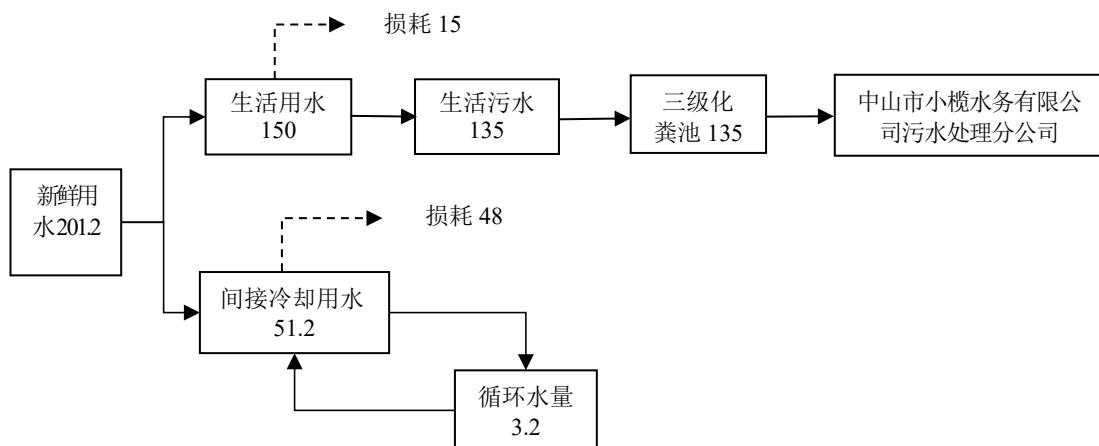 损耗 15
生活用水
150
生活污水
135
三级化
粪池 135
中山市小榄水务有限公
司污水处理分公司
新鲜用
水201.2
损耗 48
间接冷却用水
51.2
循环水量
3.2